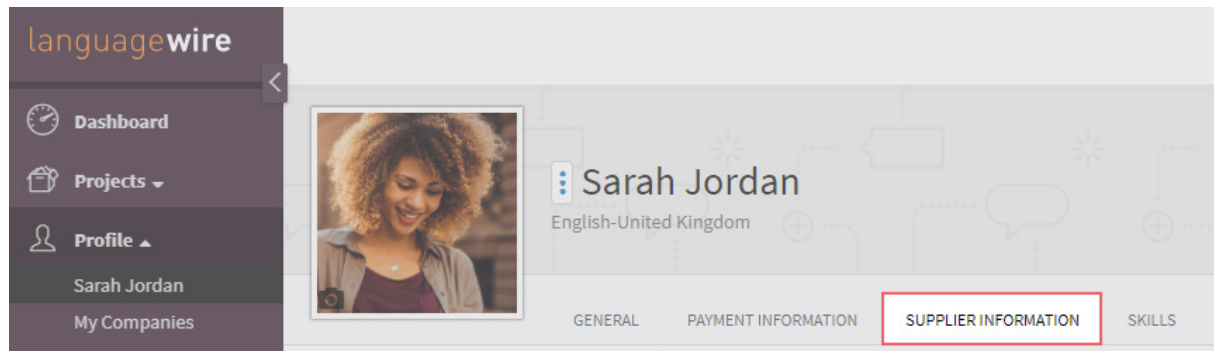 languagewire
Dashboard
Projects
Profile
Sarah Jordan
My Companies
Sarah Jordan
English-United Kingdom
GENERAL PAYMENT INFORMATION SUPPLIER INFORMATION SKILLS